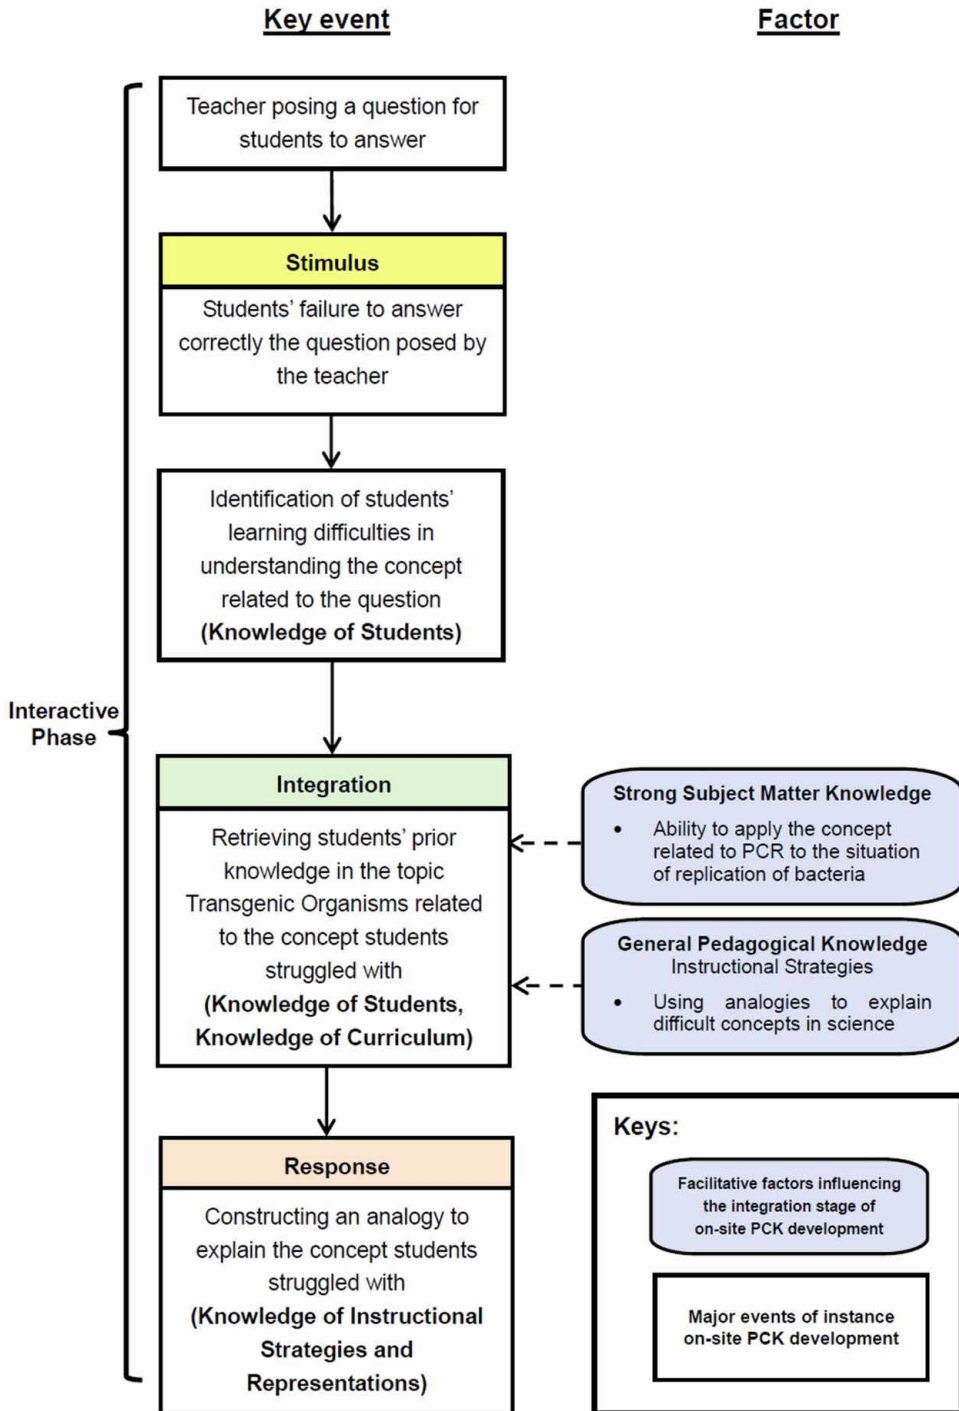 Key event
Factor
Teacher posing a question for
students to answer
Stimulus
Students’ failure to answer
correctly the question posed by
the teacher
Identification of students’
learning difficulties in
understanding the concept
related to the question
(Knowledge of Students)
Interactive
Phase
Integration
Retrieving students’ prior
knowledge in the topic
Transgenic Organisms related
to the concept students
struggled with
(Knowledge of Students,
Knowledge of Curriculum)
Strong Subject Matter Knowledge
• Ability to apply the concept
related to PCR to the situation
of replication of bacteria
General Pedagogical Knowledge
Instructional Strategies
• Using analogies to explain
difficult concepts in science
Response
Constructing an analogy to
explain the concept students
struggled with
(Knowledge of Instructional
Strategies and
Representations)
Keys:
Facilitative factors influencing
the integration stage of
on-site PCK development
Major events of instance
on-site PCK development